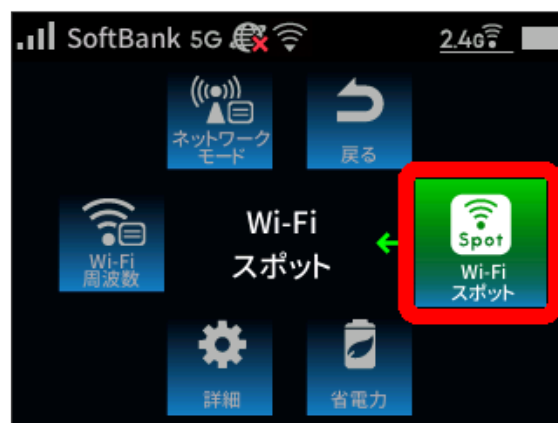 SoftBank 5G 2.4G
ネットワーク
モード
戻る
Wi-Fi
周波数
Wi-Fi
スポット
Spot
Wi-Fi
スポット
詳細
省電力